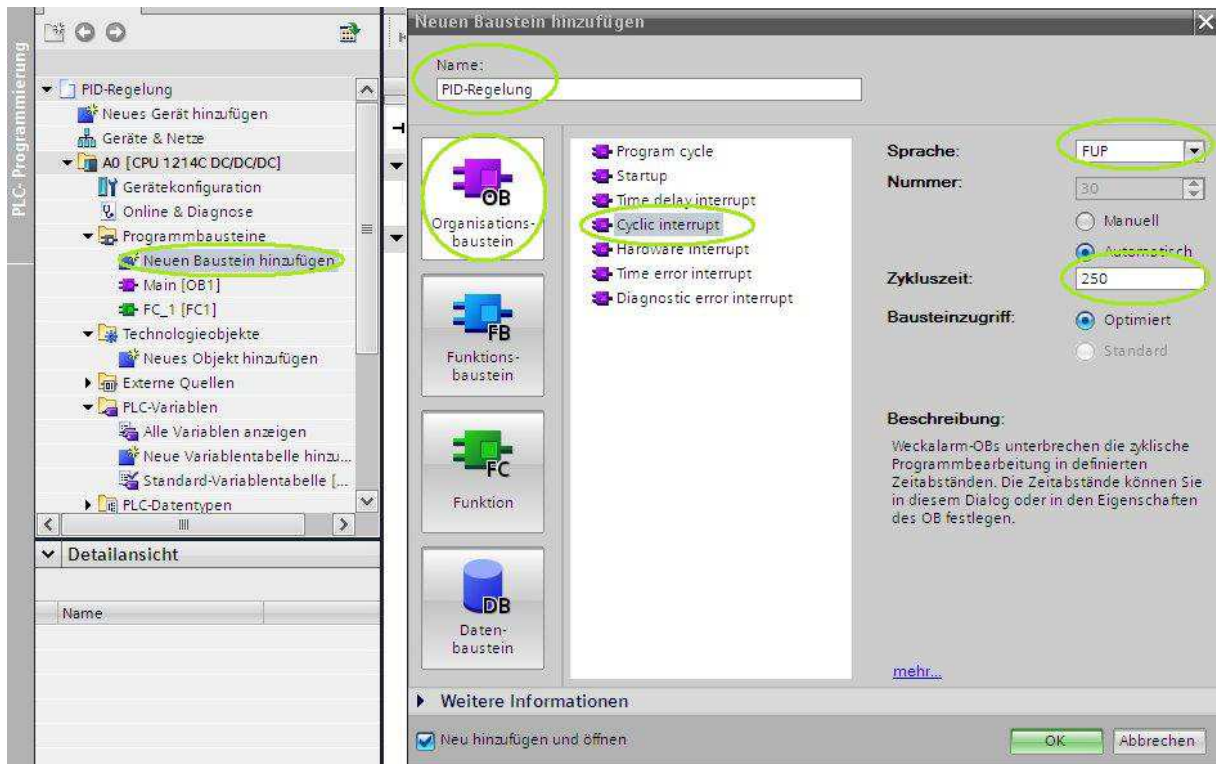 PLC- Programmierung
PID-Regelung
Neues Gerät hinzufügen
Geräte & Netze
A0 [CPU 1214C DC/DC/DC]
Gerätekonfiguration
Online & Diagnose
Programmbausteine
Neuen Baustein hinzufügen
Main [OB1]
FC_1 [FC1]
Technologieobjekte
Neues Objekt hinzufügen
Externe Quellen
PLC-Variablen
Alle Variablen anzeigen
Neue Variablentabelle hinzu...
Standard-Variablentabelle [...
PLC-Datentypen
Detailansicht
Name
Neuen Baustein hinzufügen
Name:
PID-Regelung
OB
Organisations-
baustein
FB
Funktions-
baustein
FC
Funktion
DB
Daten-
baustein
Program cycle
Startup
Time delay interrupt
Cyclic interrupt
Hardware interrupt
Time error interrupt
Diagnostic error interrupt
Sprache: FUP
Nummer: 30
Manuell
Automatisch
Zykluszeit: 250
Bausteinzugriff: Optimiert
Standard
Beschreibung:
Weckalarm-OBs unterbrechen die zyklische
Programmbearbeitung in definierten
Zeitabständen. Die Zeitabstände können Sie
in diesem Dialog oder in den Eigenschaften
des OB festlegen.
mehr...
Weitere Informationen
Neu hinzufügen und öffnen
OK
Abbrechen